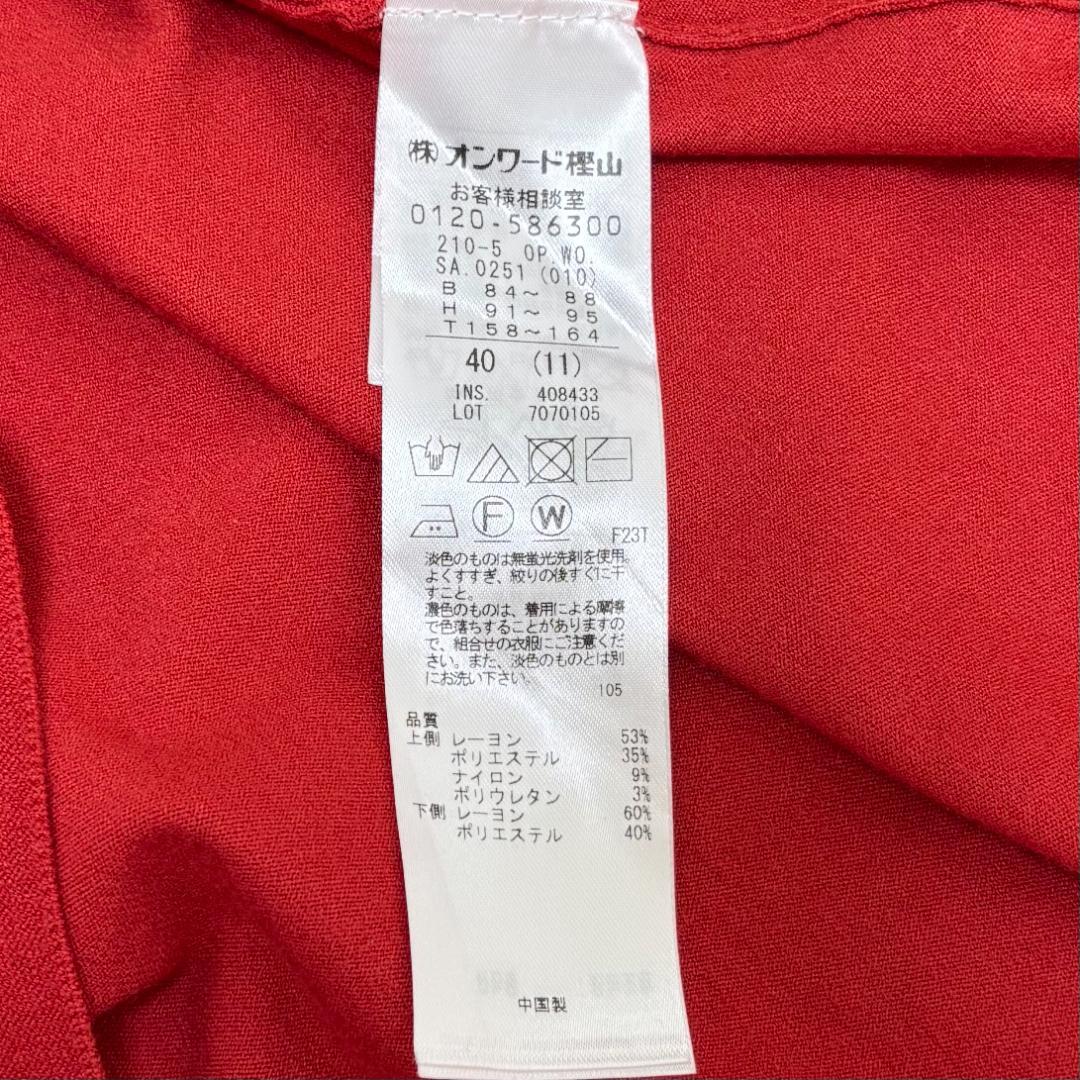 ㈱オンワード樫山
お客様相談室
0120-586300
210-5 OP.WO.
SA.0251 (010)
B 84～ 88
H 91～ 95
T158～164
40 (11)
INS. 408433
LOT 7070105
F
W
F23T
淡色のものは無蛍光洗剤を使用。
よくすすぎ、絞りの後すぐに干
すこと。
濃色のものは、着用による摩擦
で色落ちすることがありますの
で、組合せの衣服にご注意くだ
さい。また、淡色のものとは別
にお洗い下さい。
105
品質
上側 レーヨン 53%
ポリエステル 35%
ナイロン 9%
ポリウレタン 3%
下側 レーヨン 60%
ポリエステル 40%
中国製